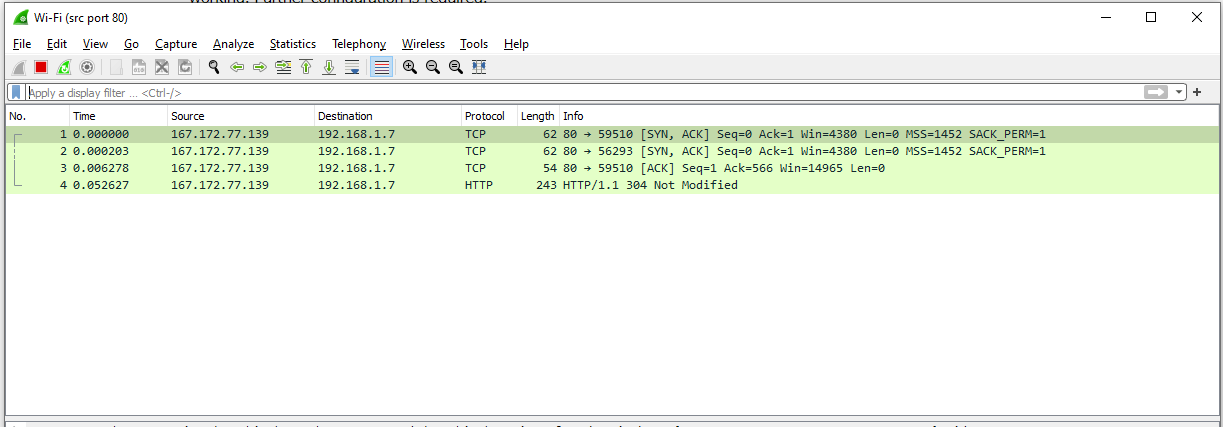 Wi-Fi (src port 80)
File Edit View Go Capture Analyze Statistics Telephony Wireless Tools Help
Apply a display filter ... <Ctrl-/>
No. Time Source Destination Protocol Length Info
1 0.000000 167.172.77.139 192.168.1.7 TCP 62 80 → 59510 [SYN, ACK] Seq=0 Ack=1 Win=4380 Len=0 MSS=1452 SACK_PERM=1
2 0.000203 167.172.77.139 192.168.1.7 TCP 62 80 → 56293 [SYN, ACK] Seq=0 Ack=1 Win=4380 Len=0 MSS=1452 SACK_PERM=1
3 0.006278 167.172.77.139 192.168.1.7 TCP 54 80 → 59510 [ACK] Seq=1 Ack=566 Win=14965 Len=0
4 0.052627 167.172.77.139 192.168.1.7 HTTP 243 HTTP/1.1 304 Not Modified